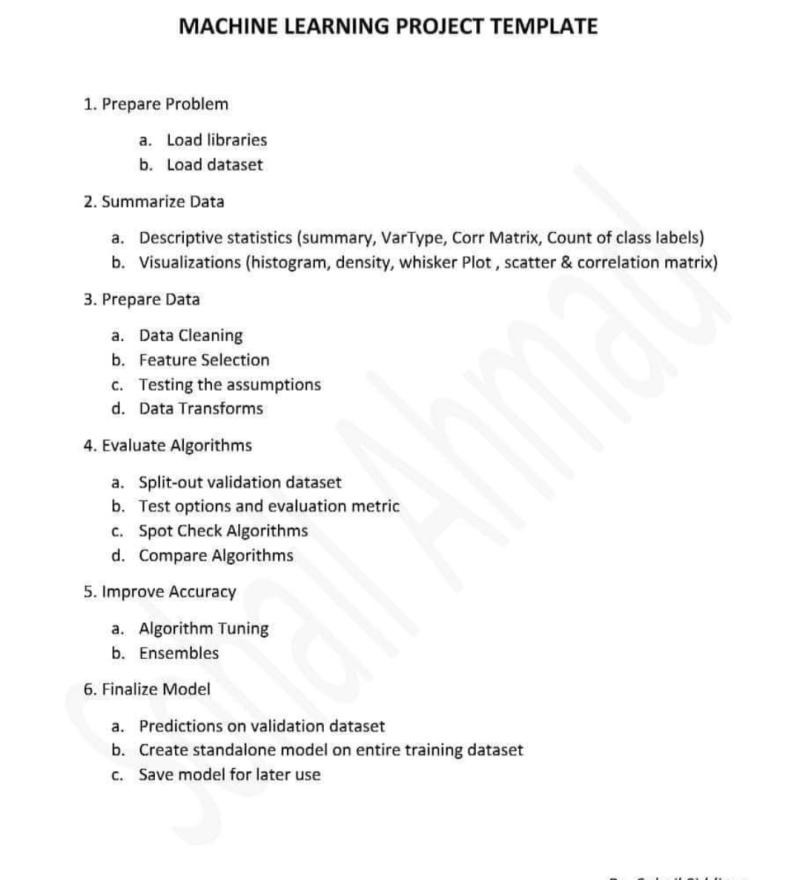 MACHINE LEARNING PROJECT TEMPLATE
1. Prepare Problem
a. Load libraries
b. Load dataset
2. Summarize Data
a. Descriptive statistics (summary, VarType, Corr Matrix, Count of class labels)
b. Visualizations (histogram, density, whisker Plot , scatter & correlation matrix)
3. Prepare Data
a. Data Cleaning
b. Feature Selection
c. Testing the assumptions
d. Data Transforms
4. Evaluate Algorithms
a. Split-out validation dataset
b. Test options and evaluation metric
c. Spot Check Algorithms
d. Compare Algorithms
5. Improve Accuracy
a. Algorithm Tuning
b. Ensembles
6. Finalize Model
a. Predictions on validation dataset
b. Create standalone model on entire training dataset
c. Save model for later use
Sohail Ahmad